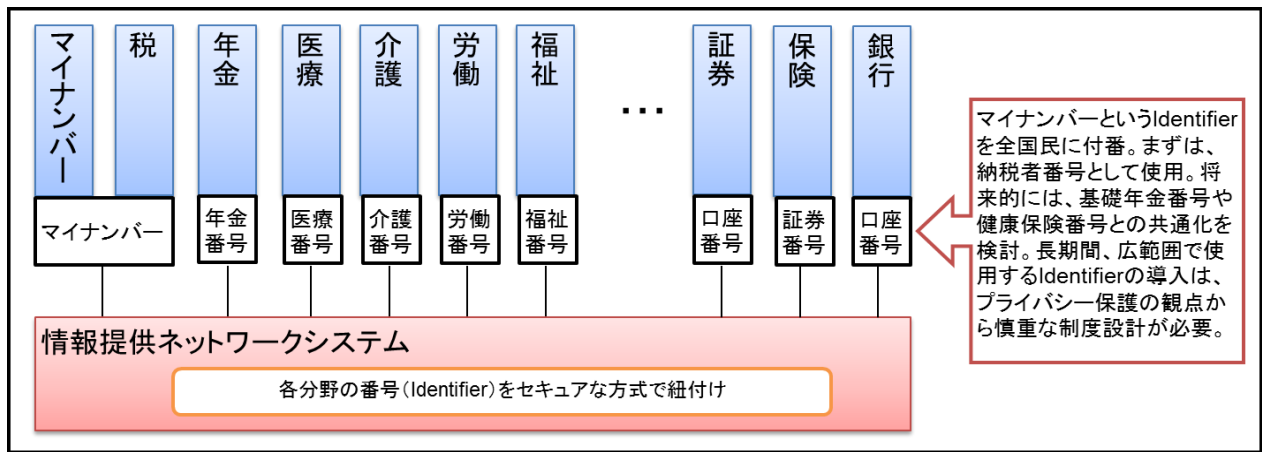 マイナンバー
税
年金
医療
介護
労働
福祉
...
証券
保険
銀行
マイナンバー
年金
番号
医療
番号
介護
番号
労働
番号
福祉
番号
口座
番号
証券
番号
口座
番号
マイナンバーというIdentifier
を全国民に付番。まずは、
納税者番号として使用。将
来的には、基礎年金番号や
健康保険番号との共通化を
検討。長期間、広範囲で使
用するIdentifierの導入は、
プライバシー保護の観点か
ら慎重な制度設計が必要。
情報提供ネットワークシステム
各分野の番号(Identifier)をセキュアな方式で紐付け